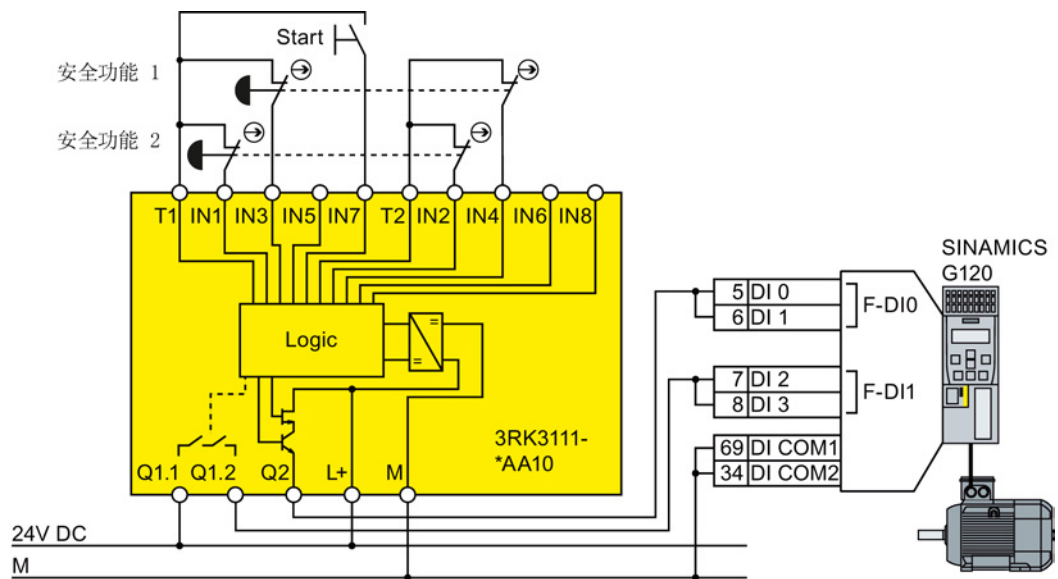 Start
安全功能 1
安全功能 2
T1 IN1 IN3 IN5 IN7 T2 IN2 IN4 IN6 IN8
SINAMICS
G120
5 DI 0
6 DI 1
F-DI0
Logic
=
=
7 DI 2
8 DI 3
F-DI1
3RK3111-
*AA10
69 DI COM1
34 DI COM2
Q1.1 Q1.2 Q2 L+ M
24V DC
M